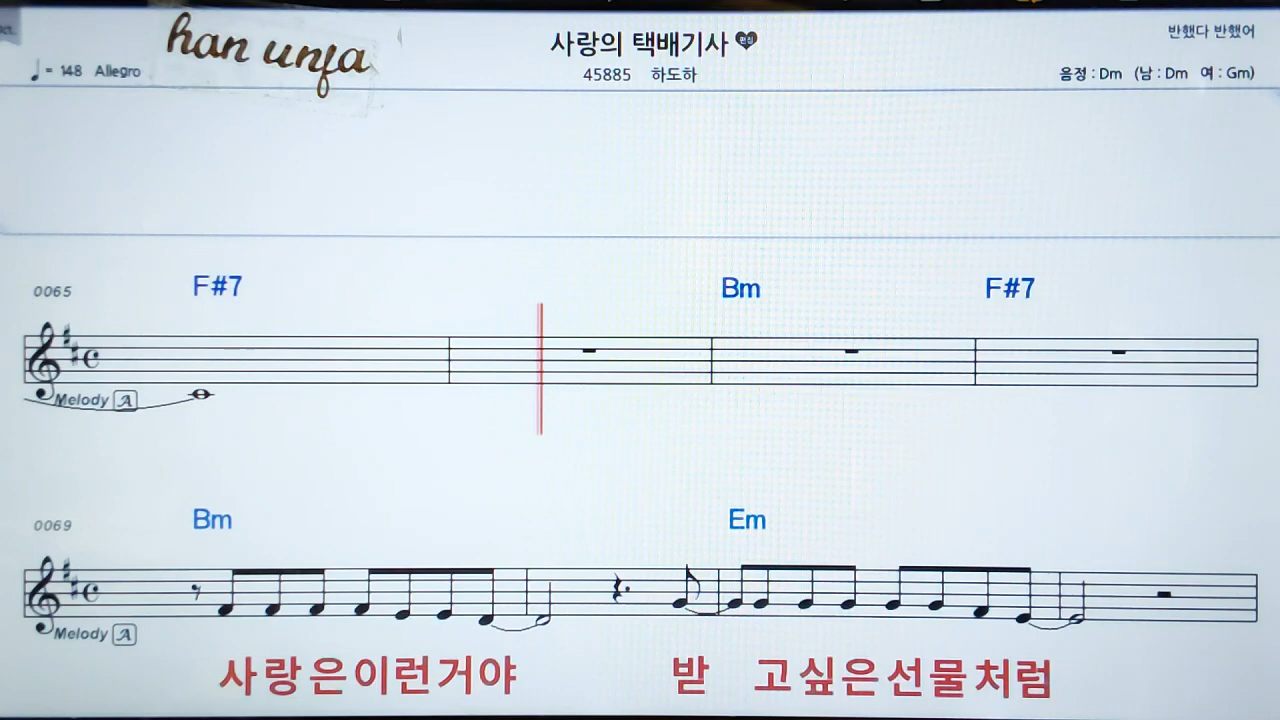 han unfa
사랑의 택배기사
반했다 반했어
♩= 148 Allegro
45885 하도하
음정 : Dm (남 : Dm 여 : Gm)
0065
F#7 Bm F#7
Melody A
0069
Bm Em
Melody A
사랑은이런거야 받 고싶은선물처럼